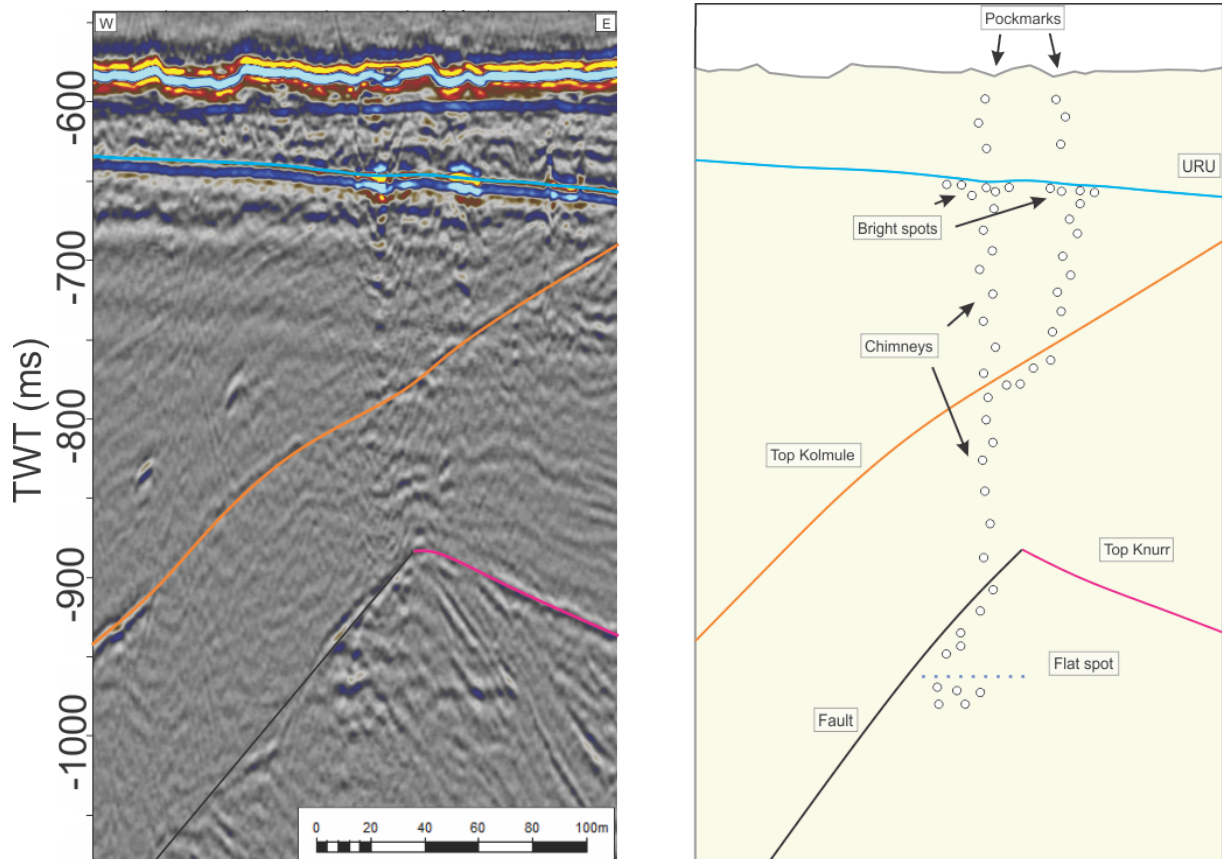 W
E
TWT (ms)
-600
-700
-800
-900
-1000
0 20 40 60 80 100m
Pockmarks
URU
Bright spots
Chimneys
Top Kolmule
Top Knurr
Flat spot
Fault